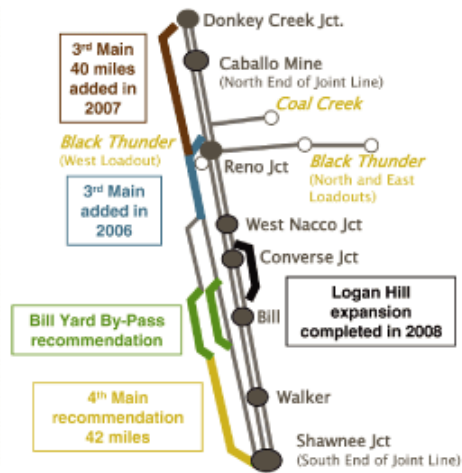 Donkey Creek Jct.
3rd Main
40 miles
added in
2007
Caballo Mine
(North End of Joint Line)
Coal Creek
Black Thunder
(West Loadout)
Reno Jct
Black Thunder
(North and East
Loadouts)
3rd Main
added in
2006
West Nacco Jct
Converse Jct
Logan Hill
expansion
completed in 2008
Bill Yard By-Pass
recommendation
Bill
4th Main
recommendation
42 miles
Walker
Shawnee Jct
(South End of Joint Line)